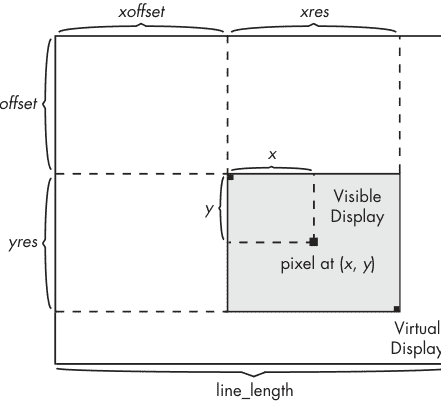 xoffset
xres
offset
x
Visible
Display
y
yres
pixel at (x, y)
Virtual
Display
line_length